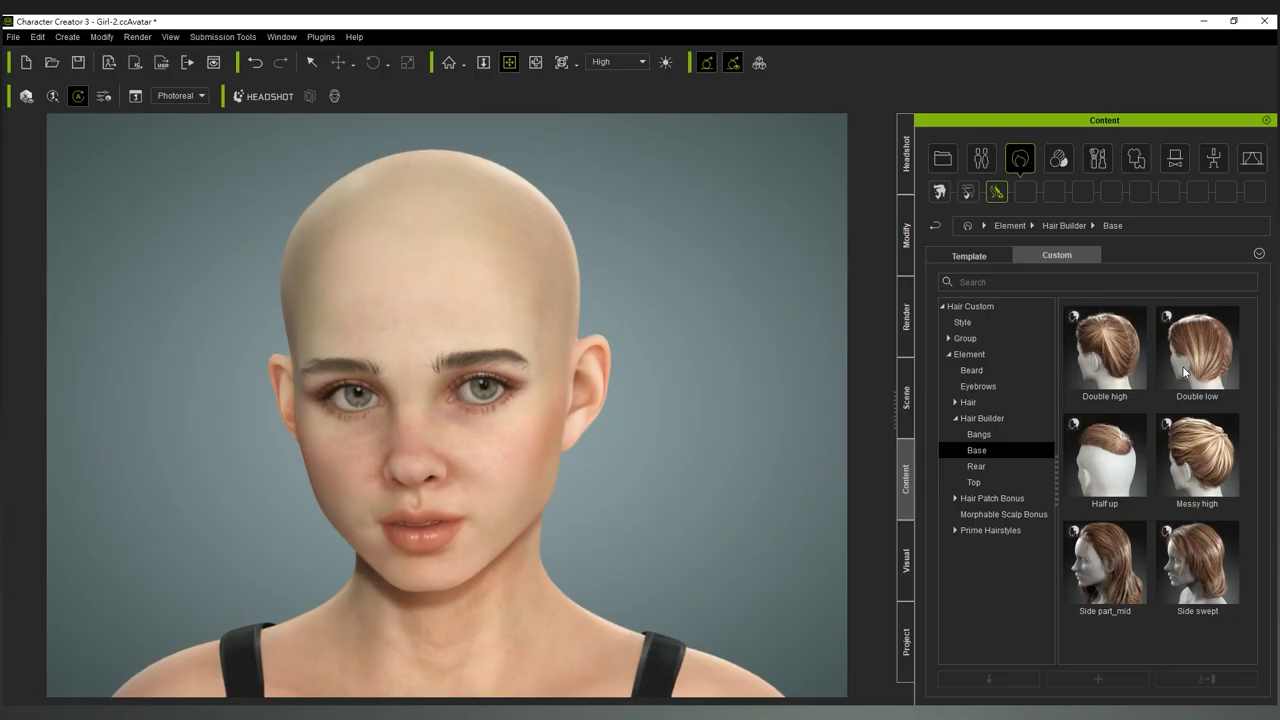 Character Creator 3 - Girl-2.ccAvatar *
File Edit Create Modify Render View Submission Tools Window Plugins Help
High
Photoreal HEADSHOT
Content
Headshot
Modify
Render
Scene
Content
Visual
Project
Element Hair Builder Base
Template Custom
Search
Hair Custom
Style
Group
Element
Beard
Eyebrows
Hair
Hair Builder
Bangs
Base
Rear
Top
Hair Patch Bonus
Morphable Scalp Bonus
Prime Hairstyles
Double high Double low
Half up Messy high
Side part_mid Side swept